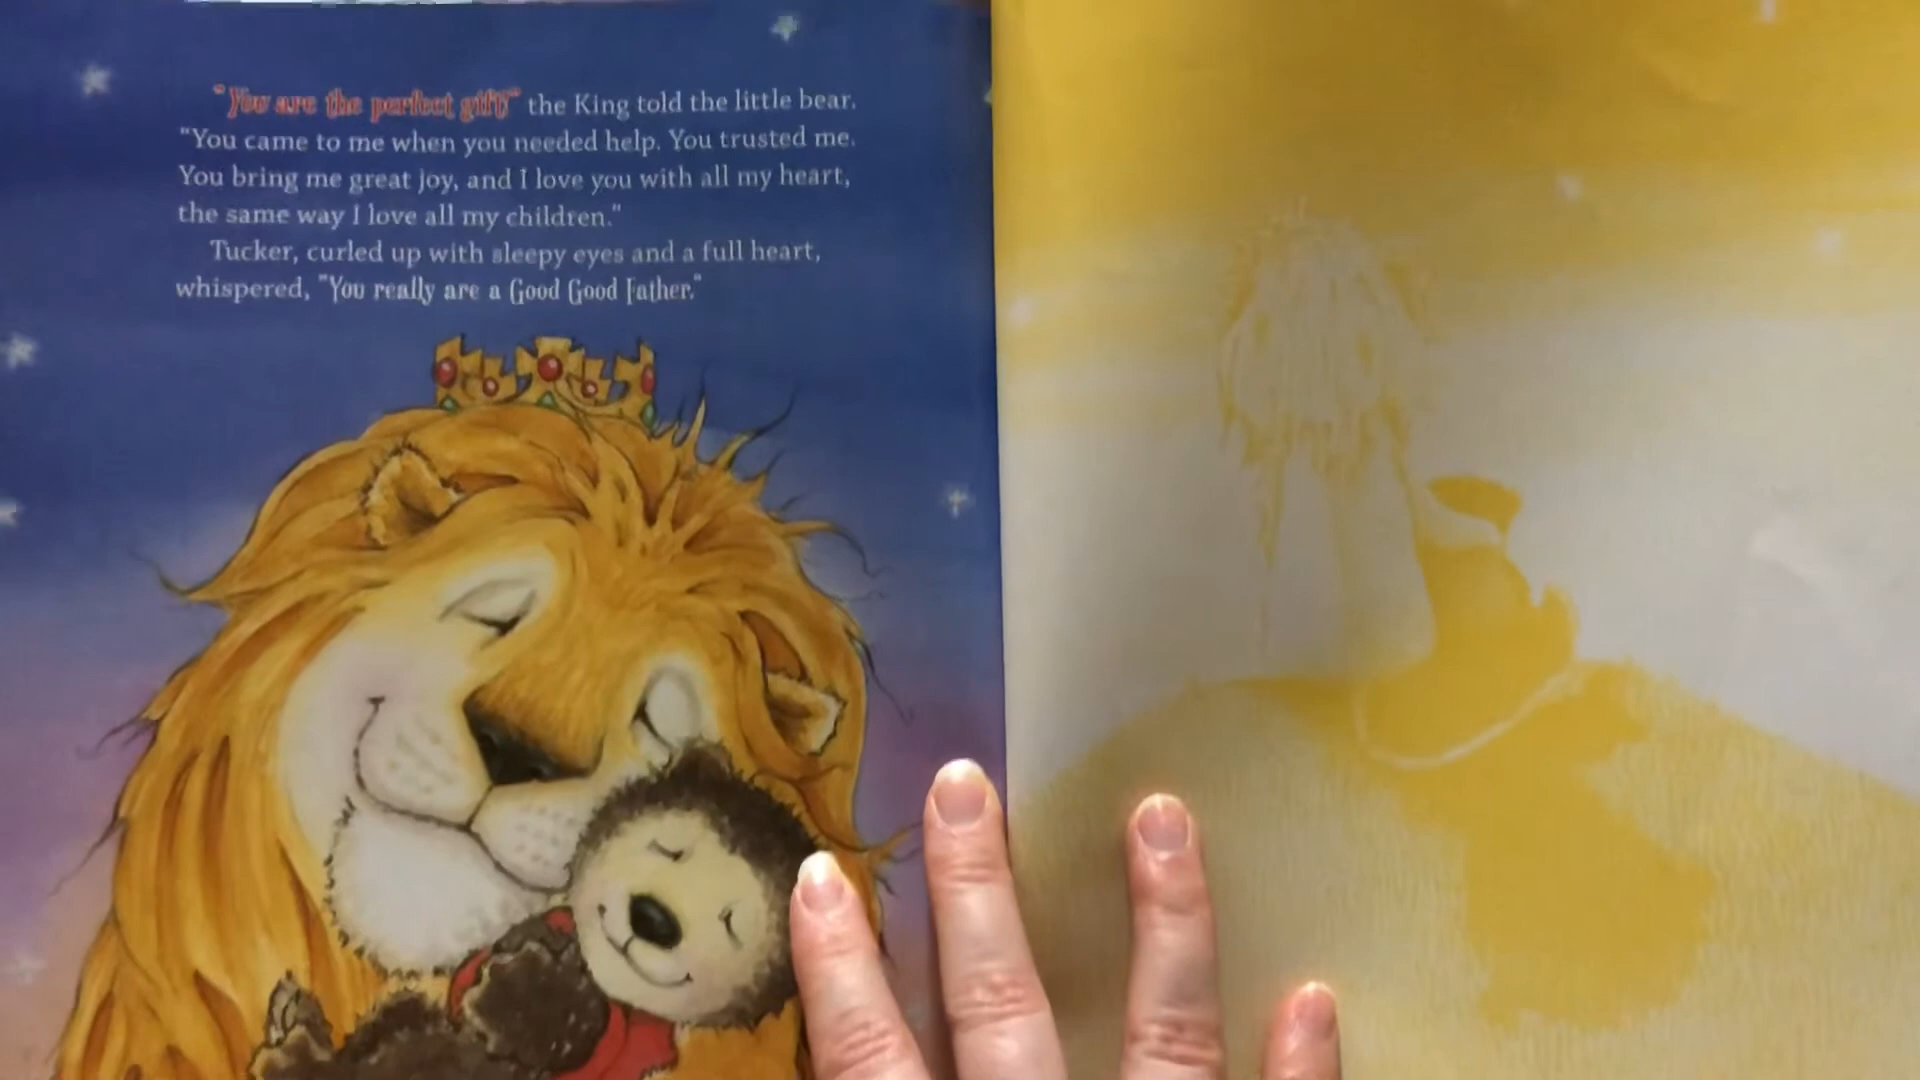 "You are the perfect gift," the King told the little bear.
"You came to me when you needed help. You trusted me.
You bring me great joy, and I love you with all my heart,
the same way I love all my children."
Tucker, curled up with sleepy eyes and a full heart,
whispered, "You really are a Good Good Father."